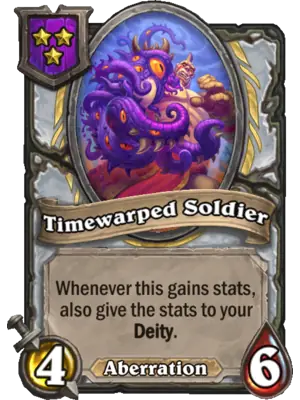 Timewarped Soldier
Whenever this gains stats,
also give the stats to your
Deity.
4
Aberration
6